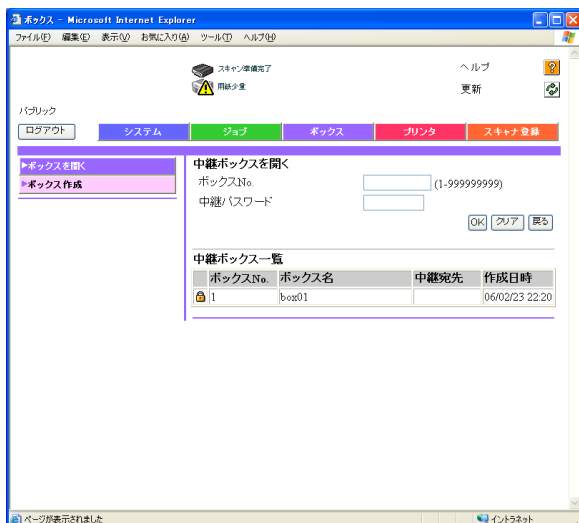 ボックス - Microsoft Internet Explorer
ファイル(F) 編集(E) 表示(V) お気に入り(A) ツール(T) ヘルプ(H)
スキャン準備完了 ヘルプ
用紙少量 更新
パブリック
ログアウト システム ジョブ ボックス プリンタ スキャナ登録
ボックスを開く
ボックス作成
中継ボックスを開く
ボックスNo. (1-999999999)
中継パスワード
OK クリア 戻る
中継ボックス一覧
ボックスNo. ボックス名 中継宛先 作成日時
1 box01 06/02/23 22:20
ページが表示されました イントラネット